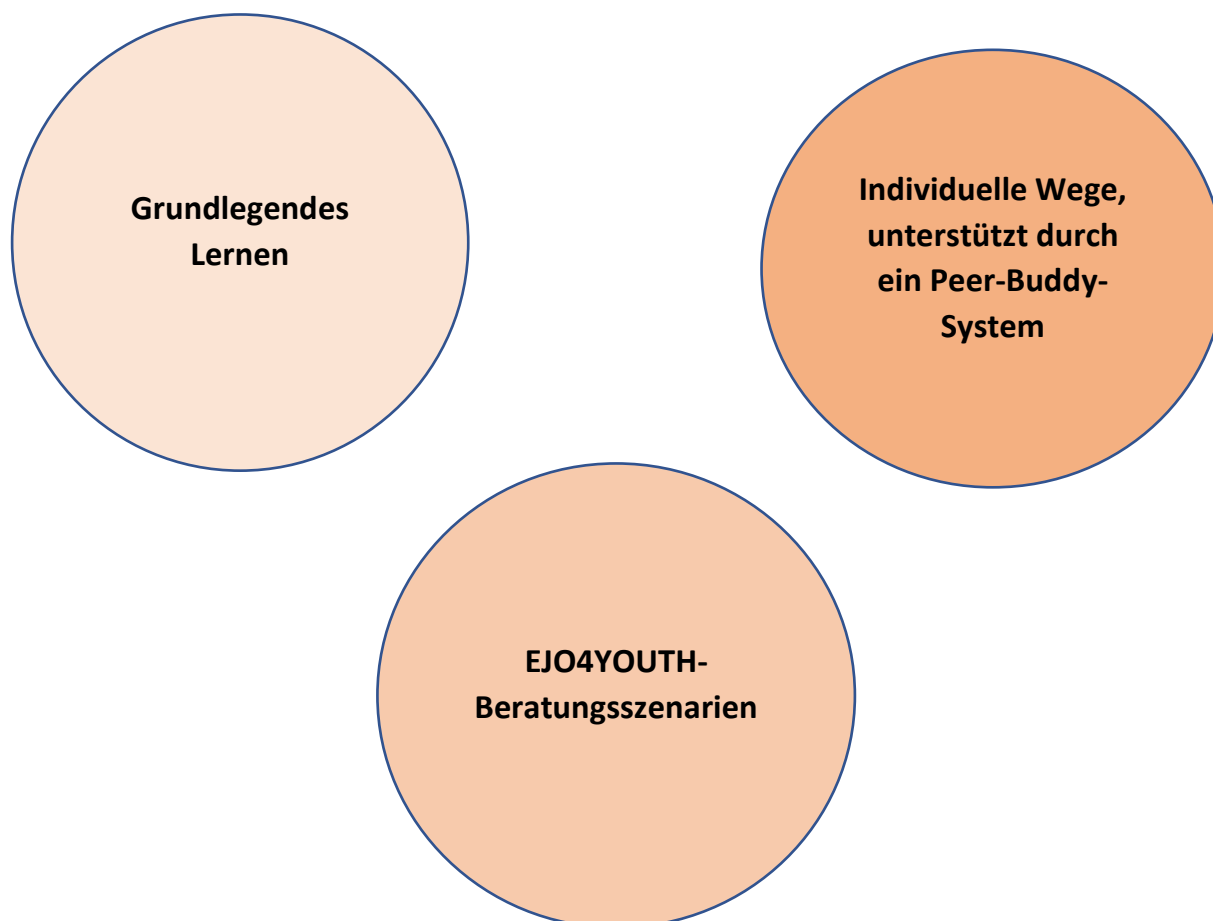 Grundlegendes
Lernen
Individuelle Wege,
unterstützt durch
ein Peer-Buddy-
System
EJO4YOUTH-
Beratungsszenarien